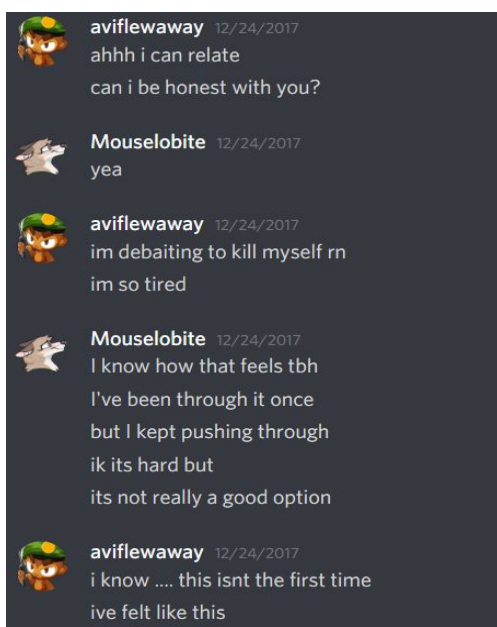 aviflewaway 12/24/2017
ahhh i can relate
can i be honest with you?
Mouselobite 12/24/2017
yea
aviflewaway 12/24/2017
im debaiting to kill myself rn
im so tired
Mouselobite 12/24/2017
I know how that feels tbh
I've been through it once
but I kept pushing through
ik its hard but
its not really a good option
aviflewaway 12/24/2017
i know .... this isnt the first time
ive felt like this